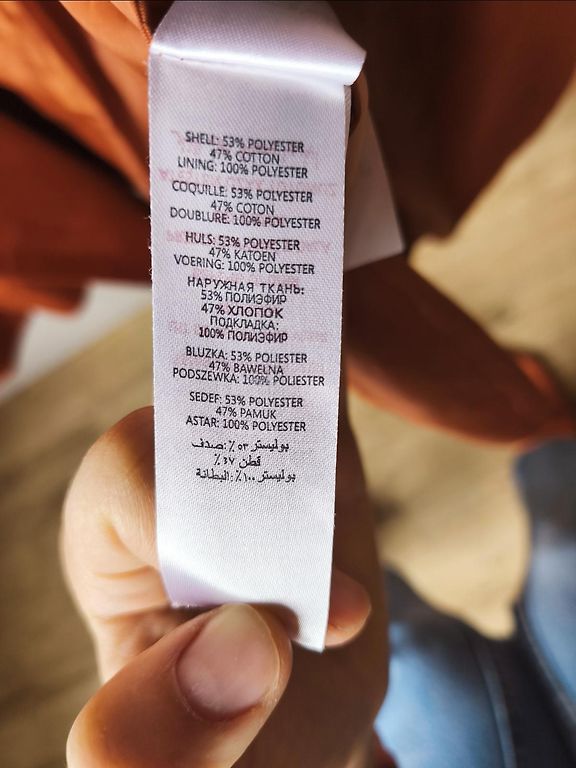 SHELL: 53% POLYESTER
47% COTTON
LINING: 100% POLYESTER
COQUILLE: 53% POLYESTER
47% COTON
DOUBLURE: 100% POLYESTER
HULS: 53% POLYESTER
47% KATOEN
VOERING: 100% POLYESTER
НАРУЖНАЯ ТКАНЬ:
53% ПОЛИЭФИР
47% ХЛОПОК
ПОДКЛАДКА:
100% ПОЛИЭФИР
BLUZKA: 53% POLIESTER
47% BAWEŁNA
PODSZEWKA: 100% POLIESTER
SEDEF: 53% POLYESTER
47% PAMUK
ASTAR: 100% POLYESTER
بوليستر ٥٣٪ :صدف
قطن ٤٧٪
بوليستر ١٠٠٪ :البطانة